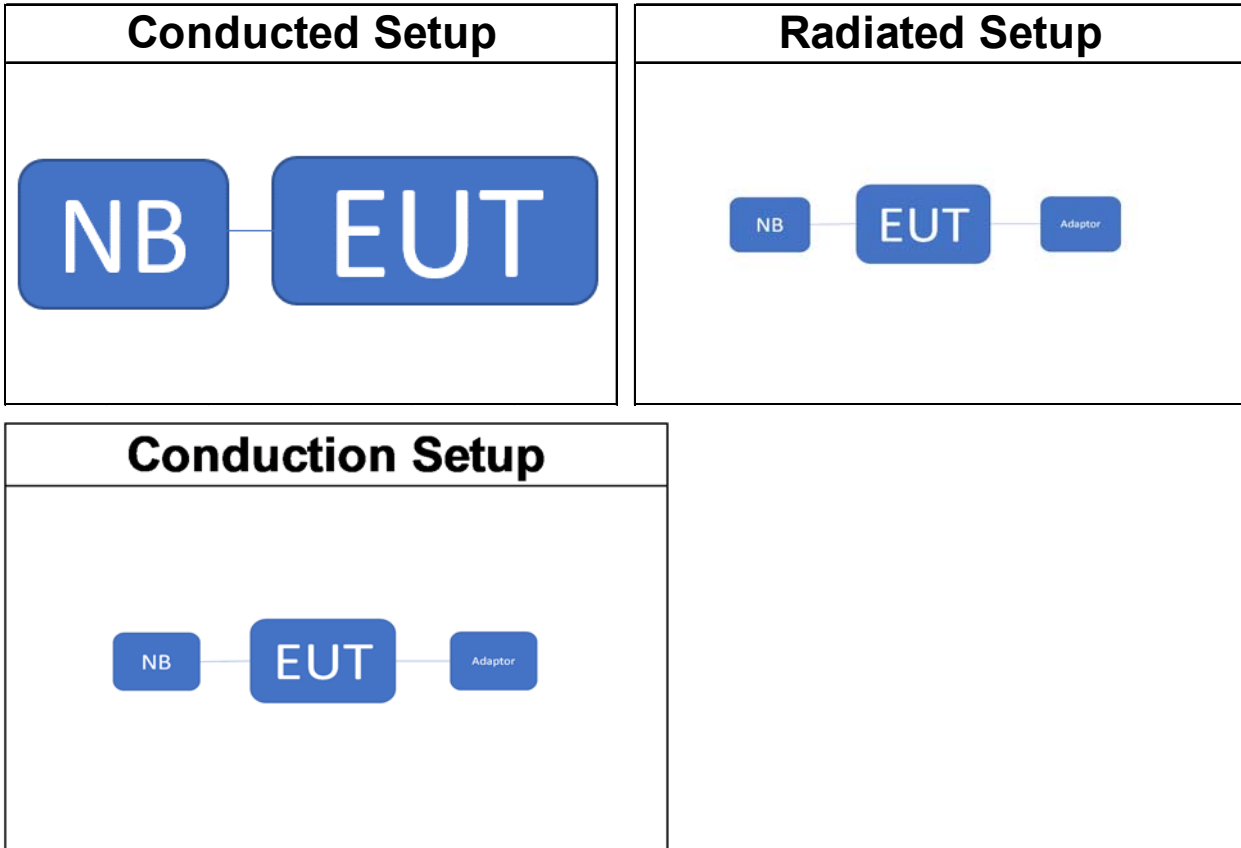 Conducted Setup
NB
EUT
Radiated Setup
NB
EUT
Adaptor
Conduction Setup
NB
EUT
Adaptor